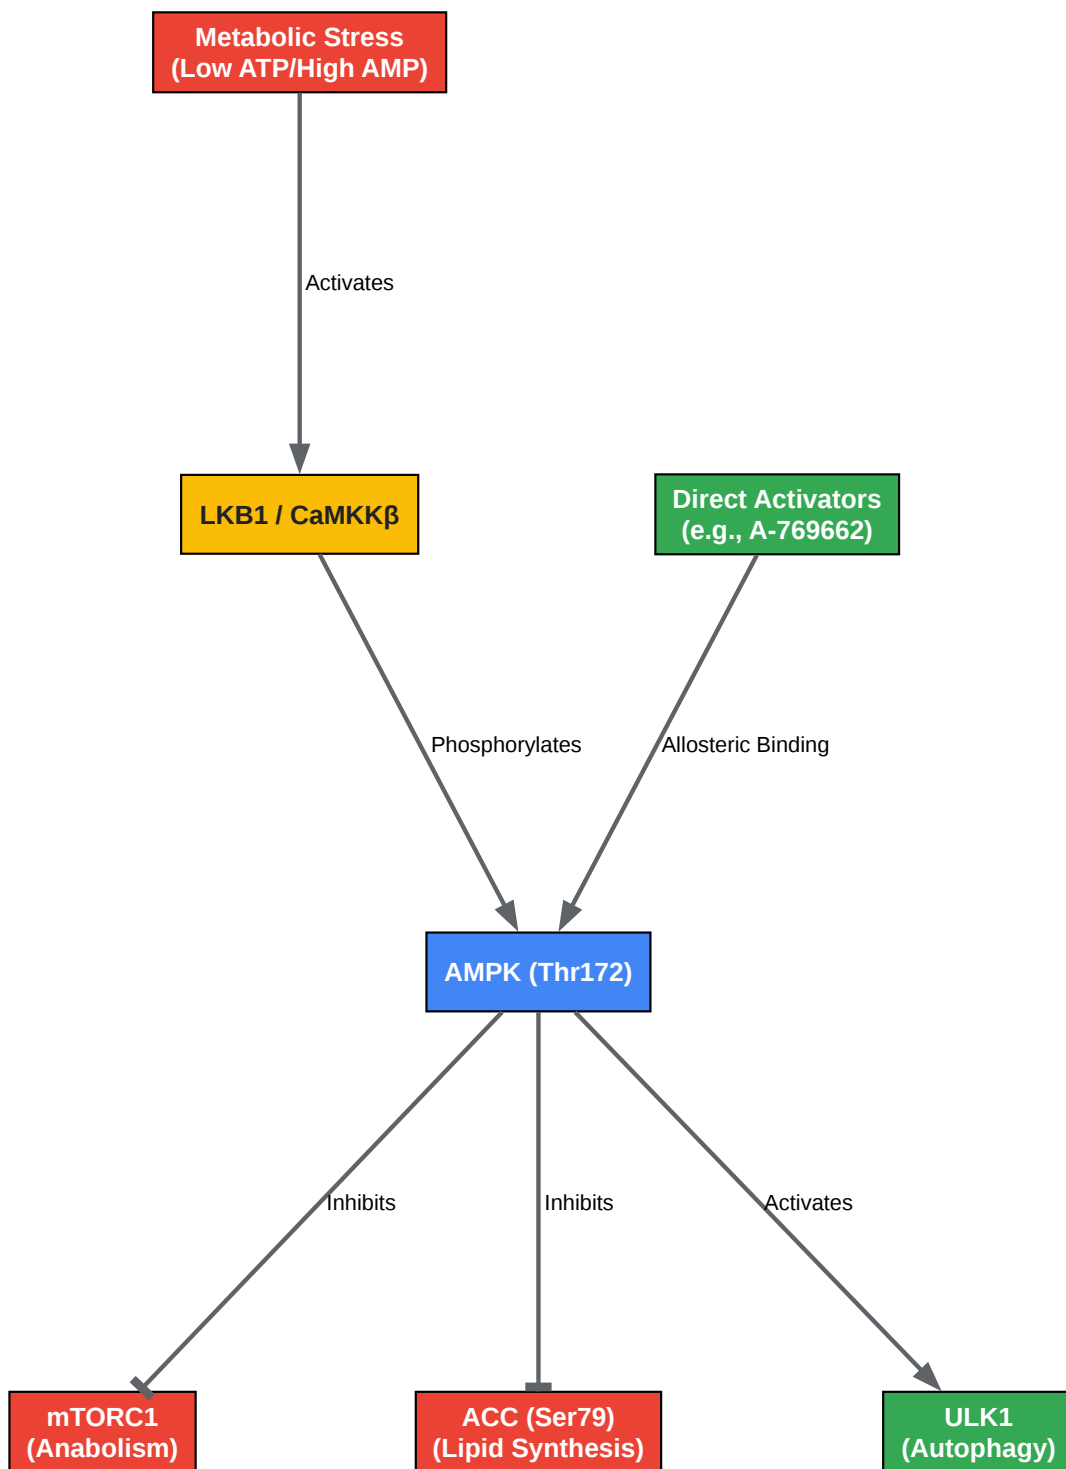 Metabolic Stress
(Low ATP/High AMP)
Activates
LKB1 / CaMKKβ
Direct Activators
(e.g., A-769662)
Phosphorylates
Allosteric Binding
AMPK (Thr172)
Inhibits
Inhibits
Activates
mTORC1
(Anabolism)
ACC (Ser79)
(Lipid Synthesis)
ULK1
(Autophagy)